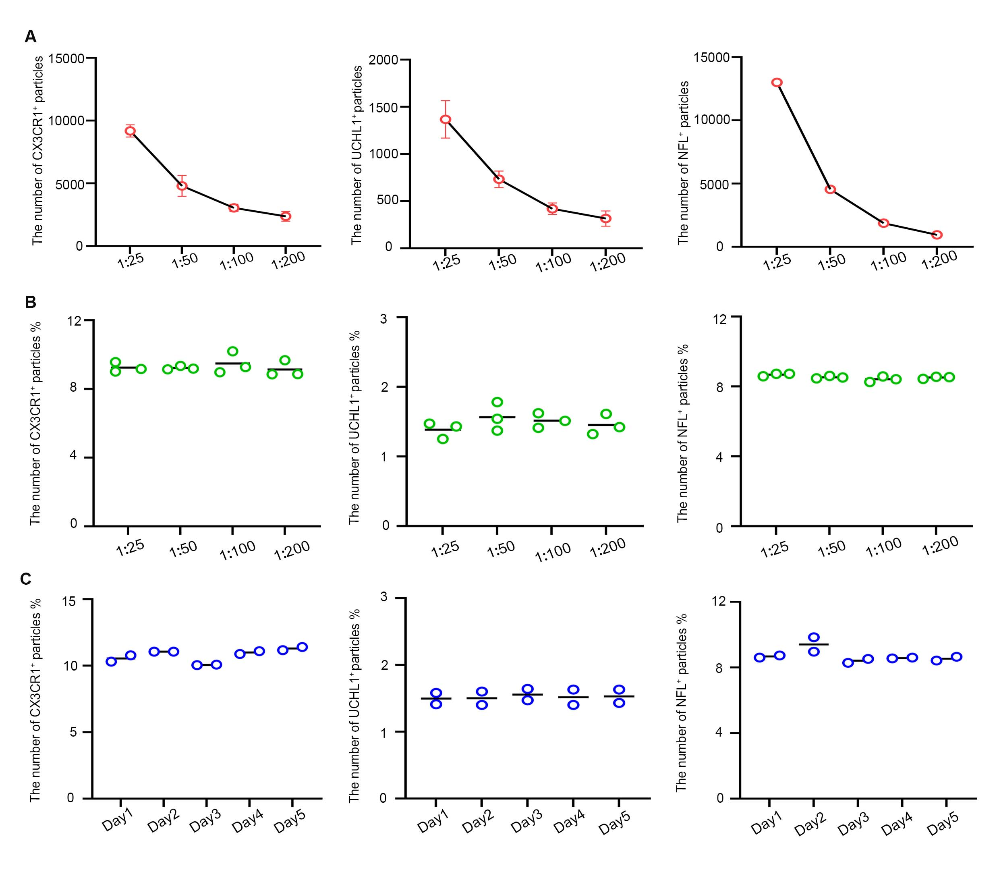 A
The number of CX3CR1⁺ particles
15000
10000
5000
0
1:25 1:50 1:100 1:200
The number of UCHL1⁺particles
2000
1500
1000
500
0
1:25 1:50 1:100 1:200
The number of NFL⁺ particles
15000
10000
5000
0
1:25 1:50 1:100 1:200
B
The number of CX3CR1⁺ particles %
12
8
4
0
1:25 1:50 1:100 1:200
The number of UCHL1⁺particles %
3
2
1
0
1:25 1:50 1:100 1:200
The number of NFL⁺ particles %
12
8
4
0
1:25 1:50 1:100 1:200
C
The number of CX3CR1⁺ particles %
15
10
5
0
Day1 Day2 Day3 Day4 Day5
The number of UCHL1⁺particles %
3
2
1
0
Day1 Day2 Day3 Day4 Day5
The number of NFL⁺ particles %
12
8
4
0
Day1 Day2 Day3 Day4 Day5